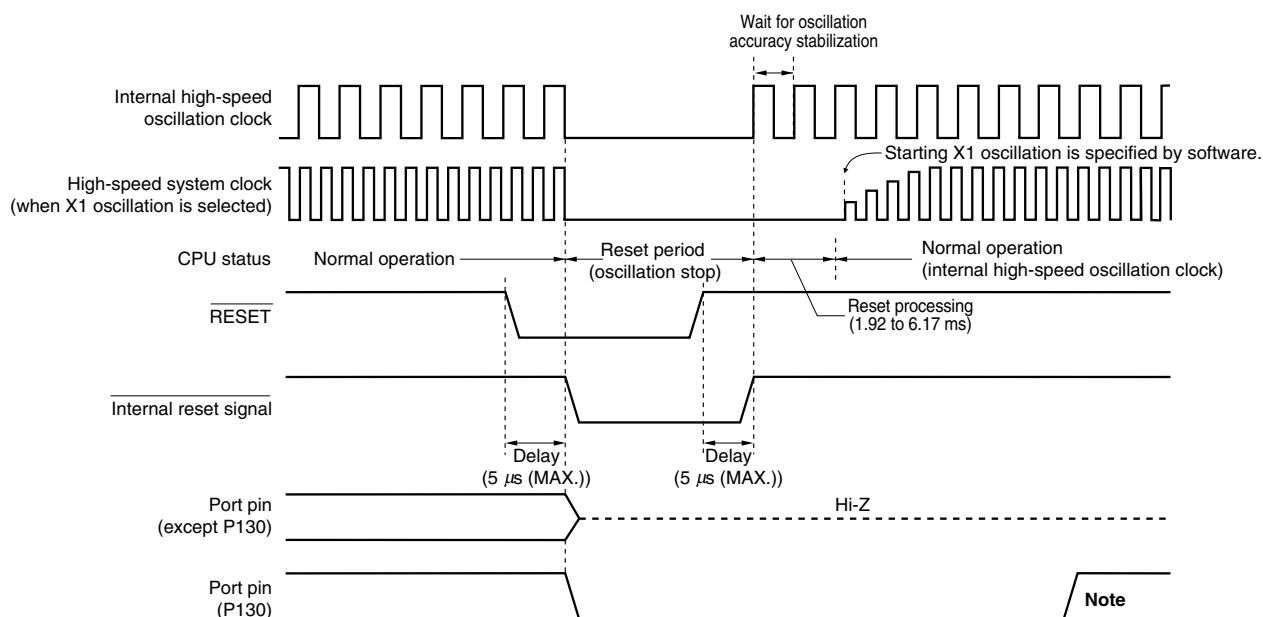 Wait for oscillation
accuracy stabilization
Internal high-speed
oscillation clock
Starting X1 oscillation is specified by software.
High-speed system clock
(when X1 oscillation is selected)
CPU status
Normal operation
Reset period
(oscillation stop)
Normal operation
(internal high-speed oscillation clock)
Reset processing
(1.92 to 6.17 ms)
RESET
Internal reset signal
Delay
(5 μs (MAX.))
Delay
(5 μs (MAX.))
Port pin
(except P130)
Hi-Z
Port pin
(P130)
Note